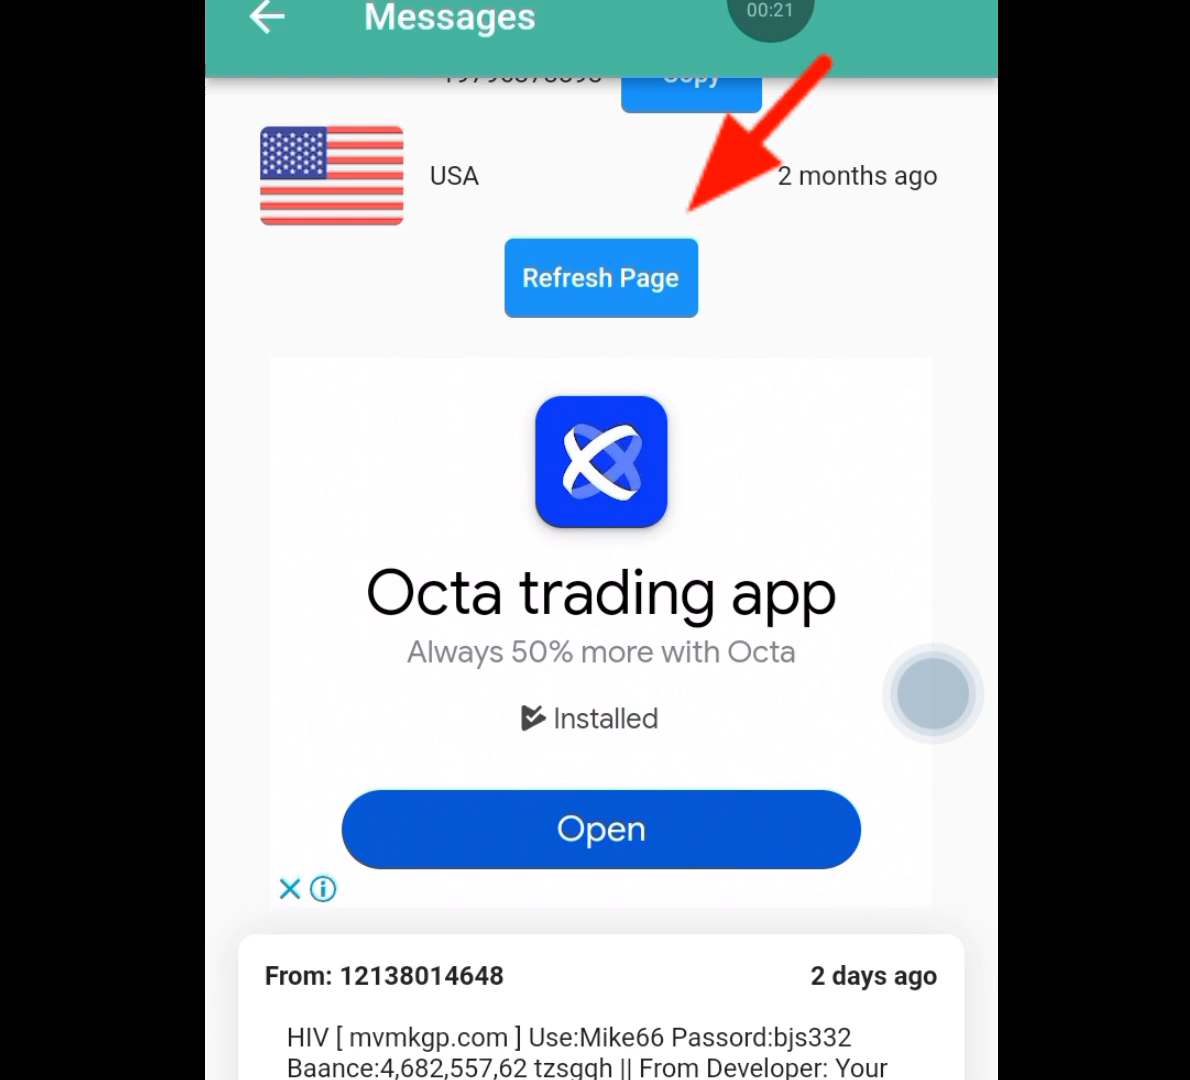 Messages
00:21
Copy
USA
2 months ago
Refresh Page
Octa trading app
Always 50% more with Octa
Installed
Open
From: 12138014648
2 days ago
HIV [ mvmkgp.com ] Use:Mike66 Passord:bjs332
Baance:4,682,557,62 tzsgqh || From Developer: Your